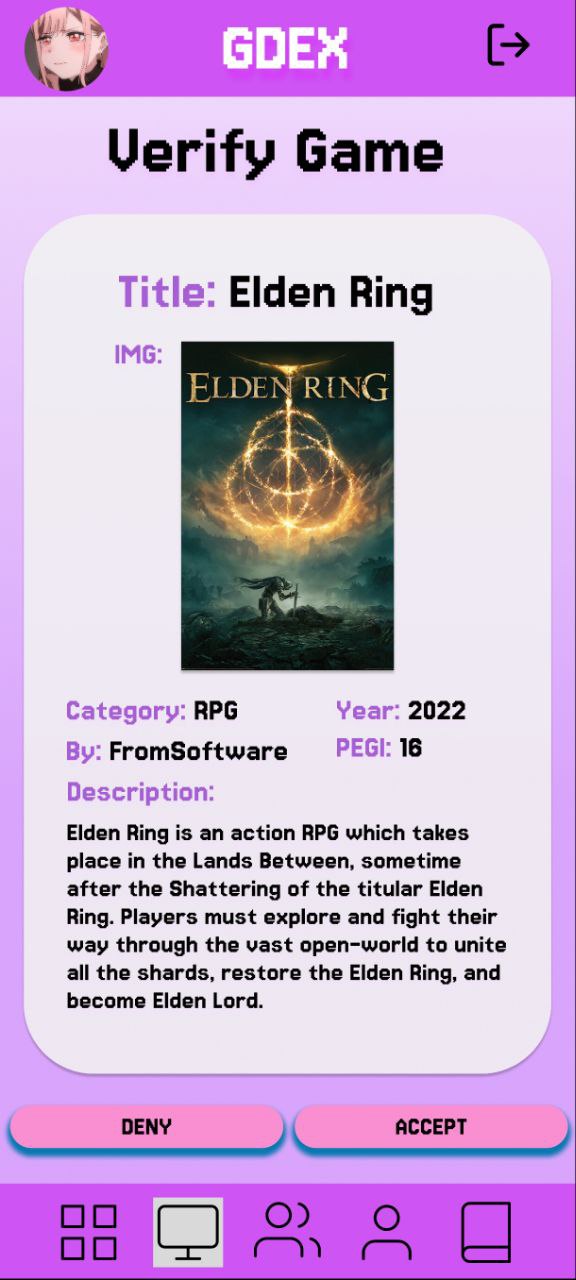 GDEX
Verify Game
Title: Elden Ring
IMG:
ELDEN RING
Category: RPG
Year: 2022
By: FromSoftware
PEGI: 16
Description:
Elden Ring is an action RPG which takes
place in the Lands Between, sometime
after the Shattering of the titular Elden
Ring. Players must explore and fight their
way through the vast open-world to unite
all the shards, restore the Elden Ring, and
become Elden Lord.
DENY
ACCEPT